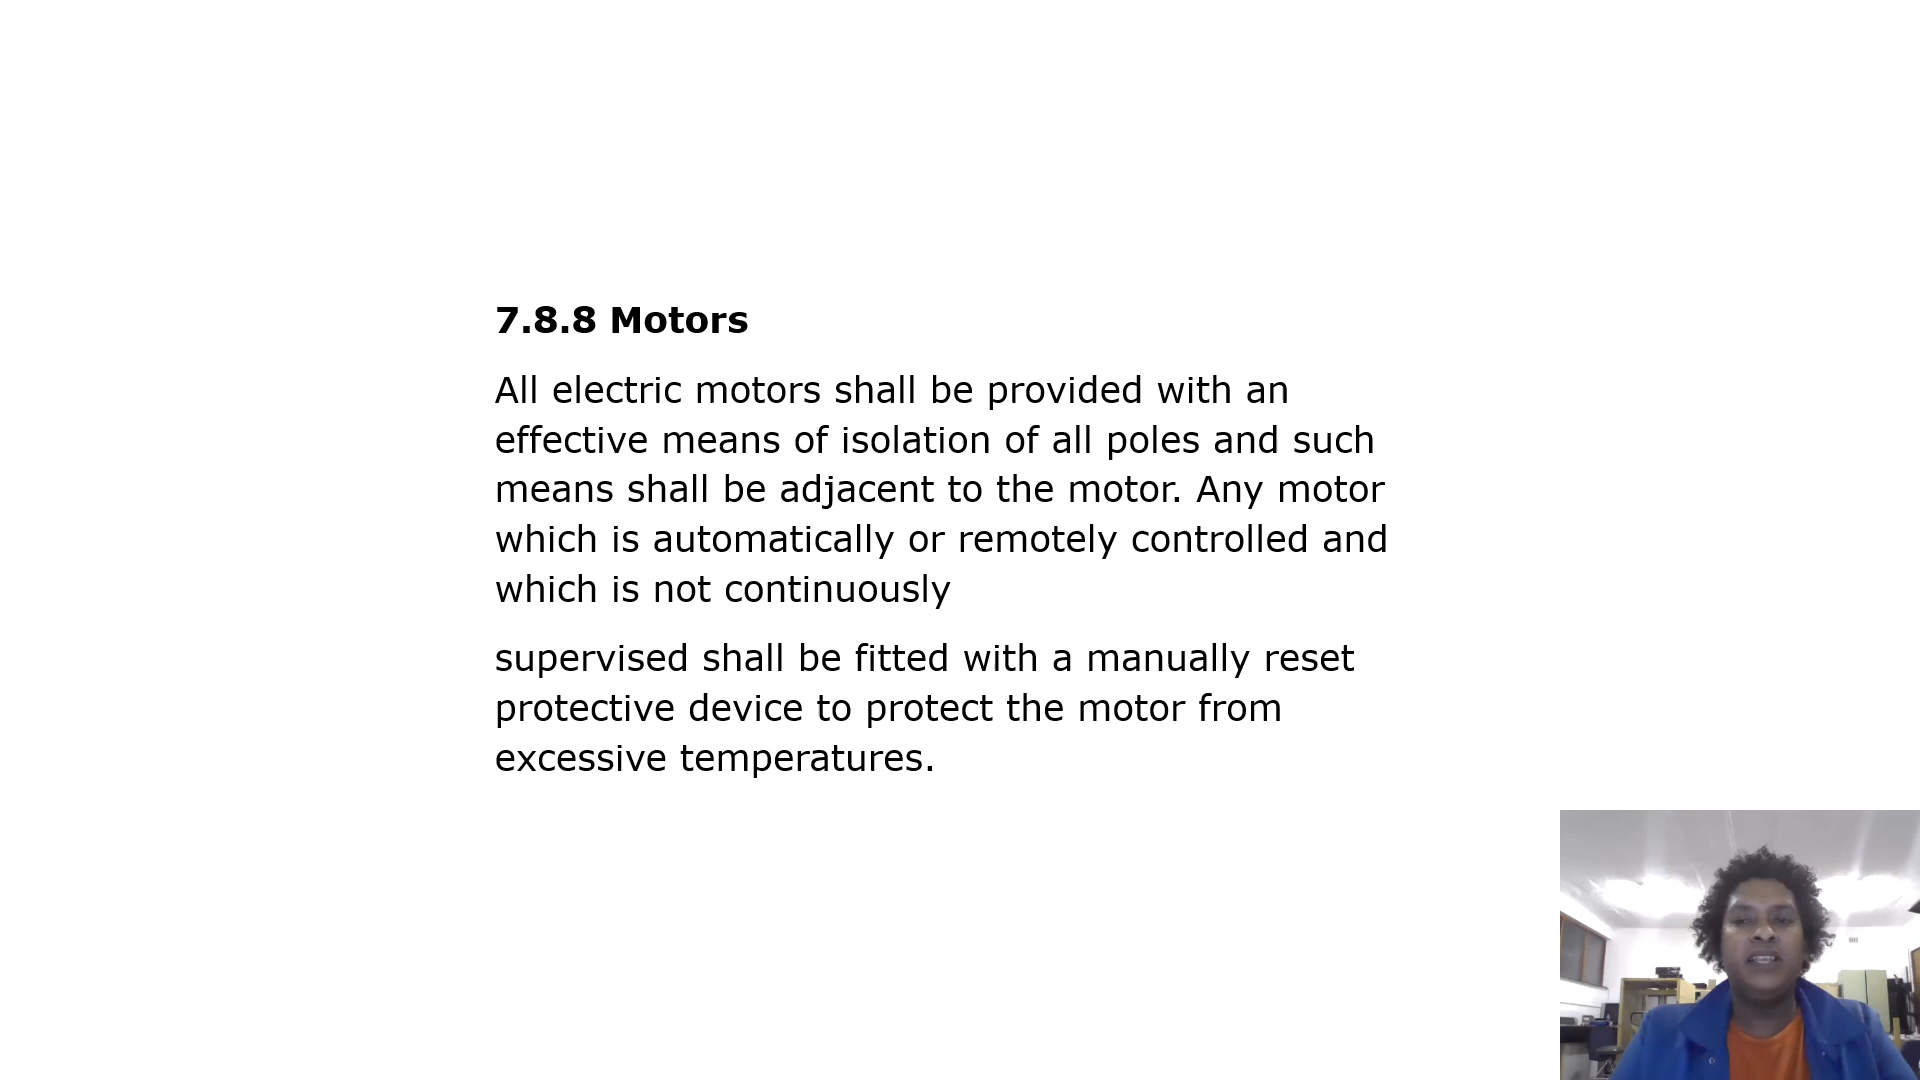 7.8.8 Motors
All electric motors shall be provided with an
effective means of isolation of all poles and such
means shall be adjacent to the motor. Any motor
which is automatically or remotely controlled and
which is not continuously
supervised shall be fitted with a manually reset
protective device to protect the motor from
excessive temperatures.